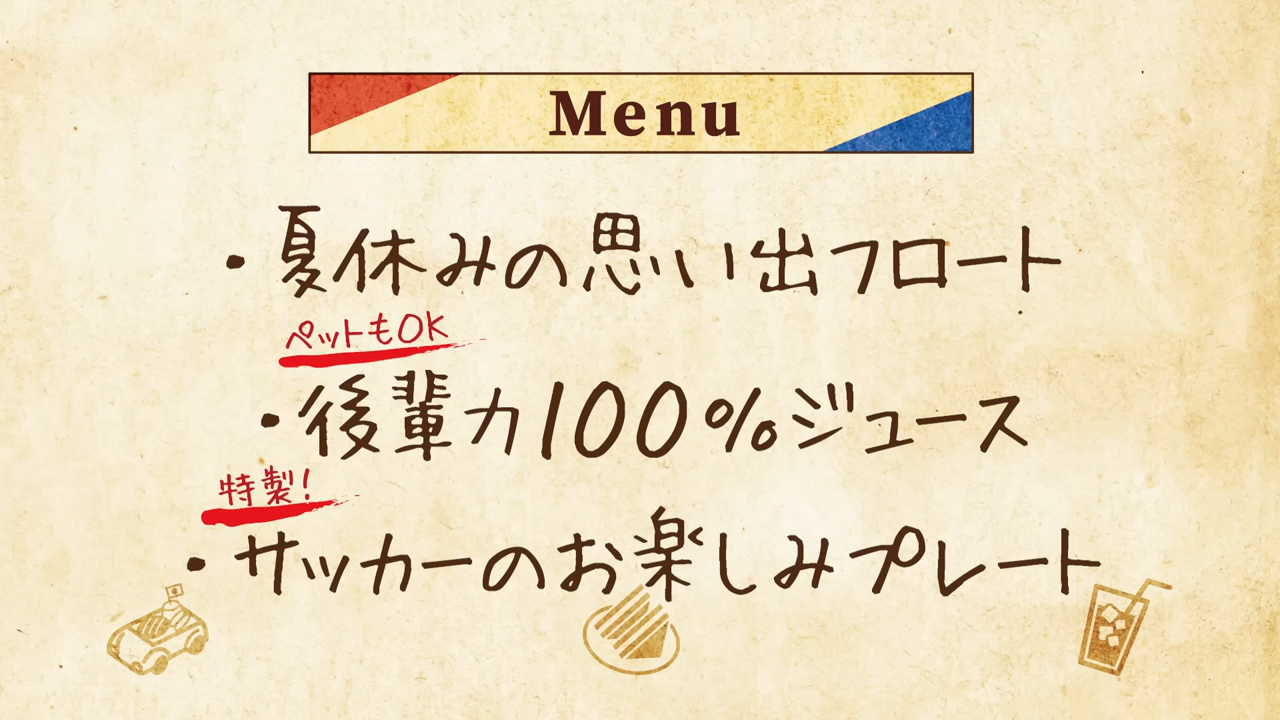 Menu
・夏休みの思い出フロート
ペットもOK
・後輩力100%ジュース
特製!
・サッカーのお楽しみプレート